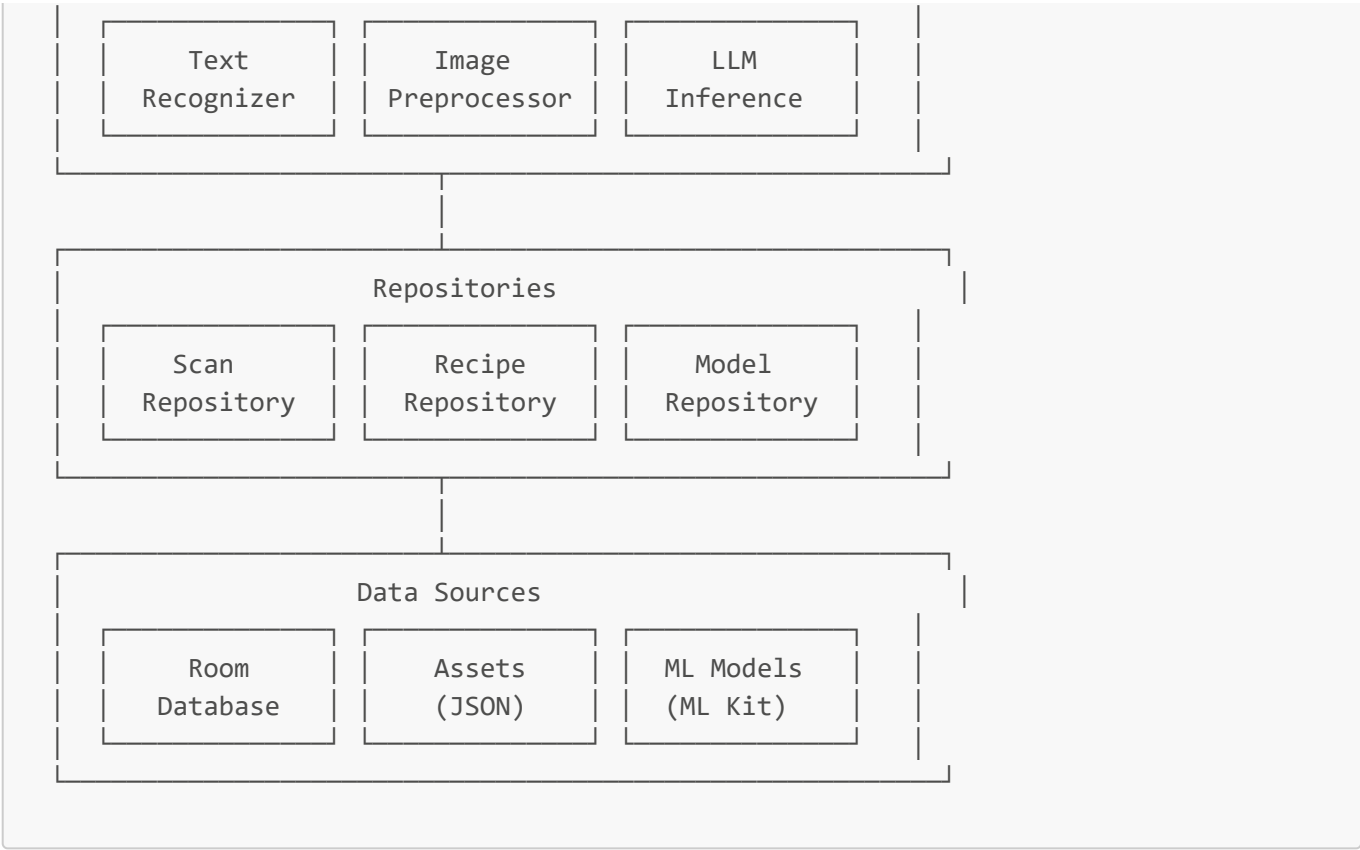 Text Image LLM
Recognizer Preprocessor Inference
Repositories
Scan Recipe Model
Repository Repository Repository
Data Sources
Room Assets ML Models
Database (JSON) (ML Kit)